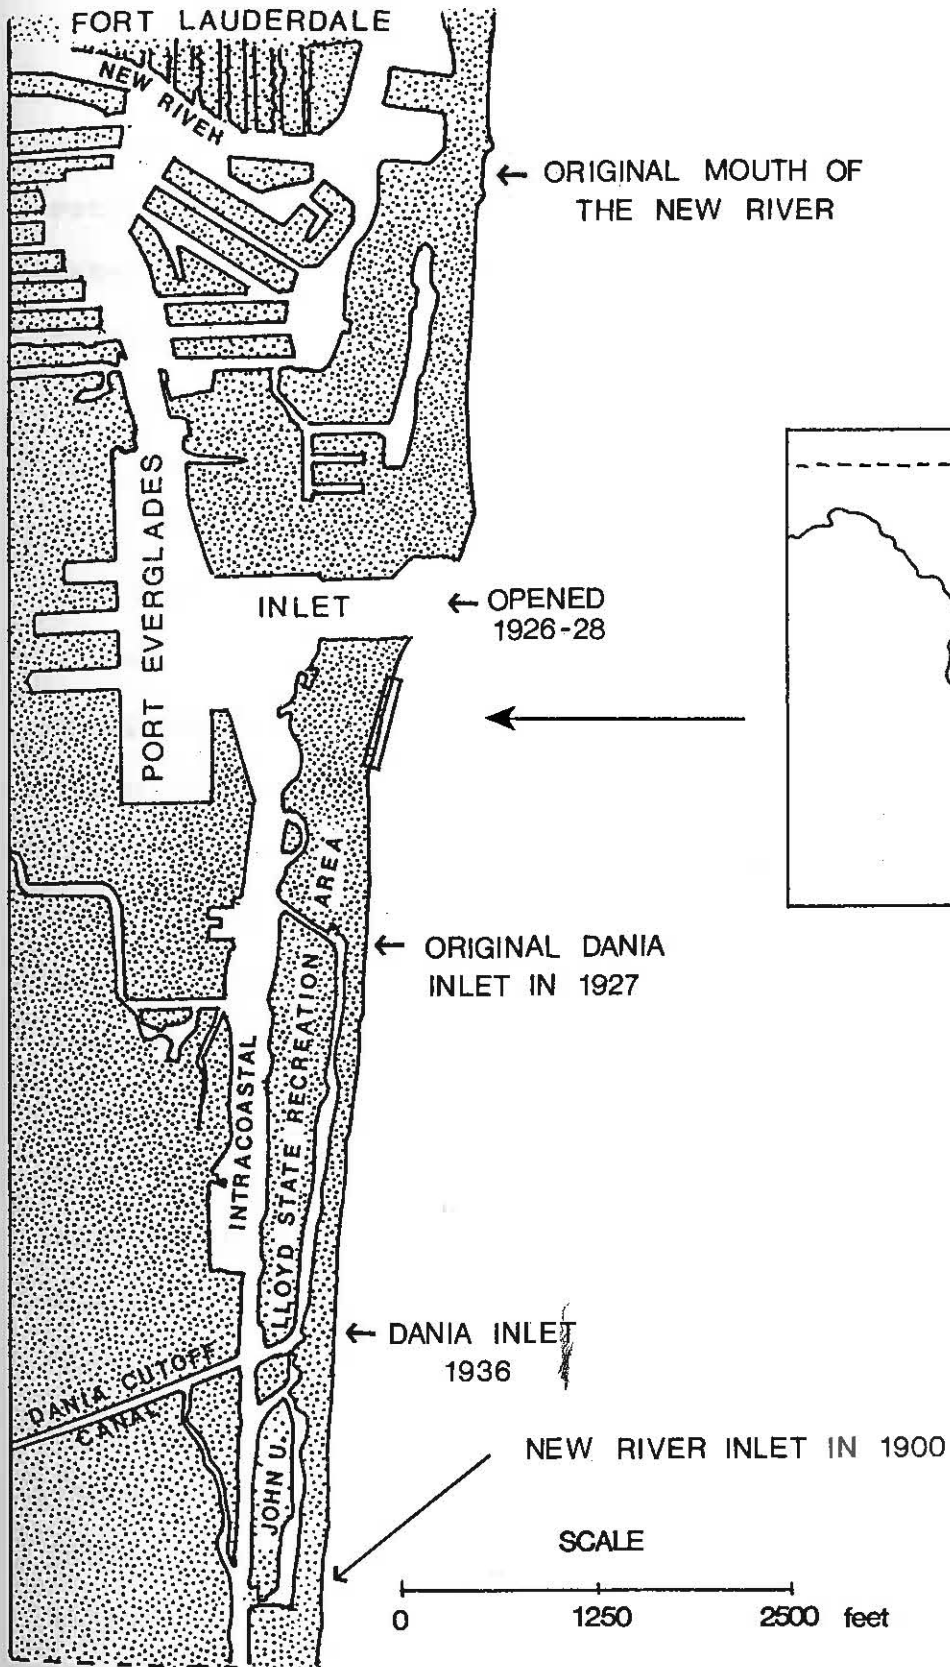 FORT LAUDERDALE
NEW RIVER
← ORIGINAL MOUTH OF
THE NEW RIVER
PORT EVERGLADES
INLET
← OPENED
1926-28
← ORIGINAL DANIA
INLET IN 1927
INTRACOASTAL
JOHN U. LLOYD STATE RECREATION AREA
← DANIA INLET
1936
DANIA CUTOFF
CANAL
NEW RIVER INLET IN 1900
SCALE
0 1250 2500 feet